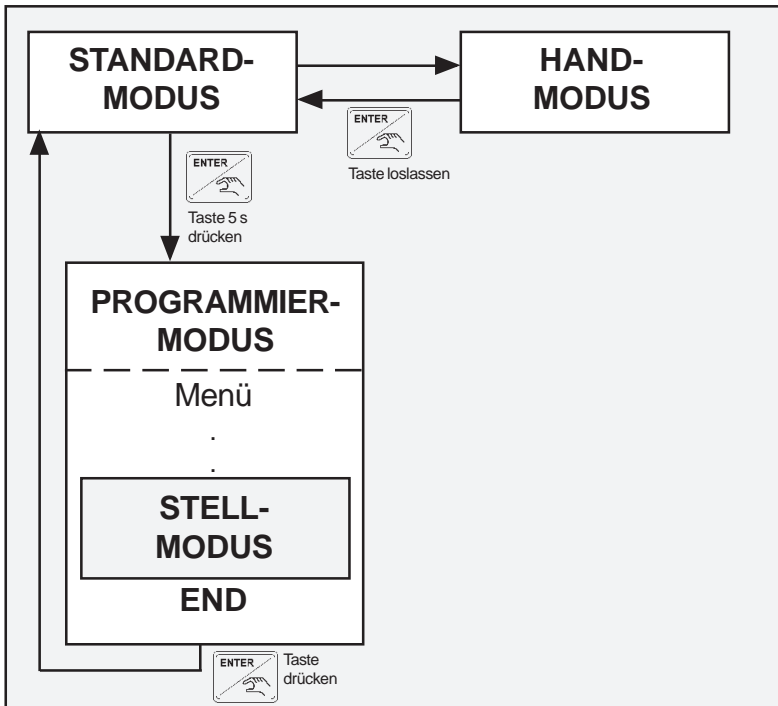 STANDARD-
MODUS
HAND-
MODUS
ENTER
Taste loslassen
ENTER
Taste 5 s
drücken
PROGRAMMIER-
MODUS
Menü
.
.
STELL-
MODUS
END
ENTER
Taste
drücken